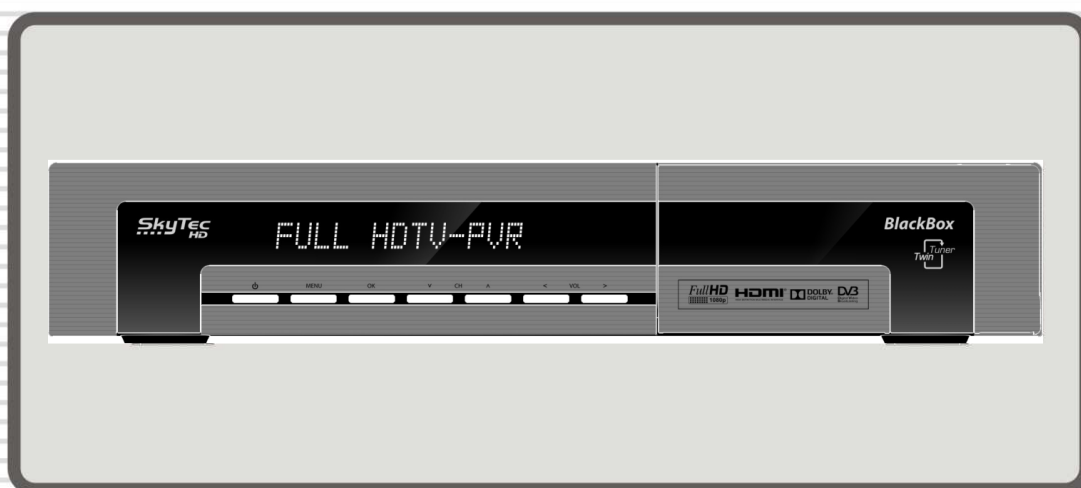 SkyTec
HD
FULL HDTV-PVR
BlackBox
Twin Tuner
MENU OK CH VOL
Full HD
1080p
HDMI
DOLBY
DIGITAL
DVB